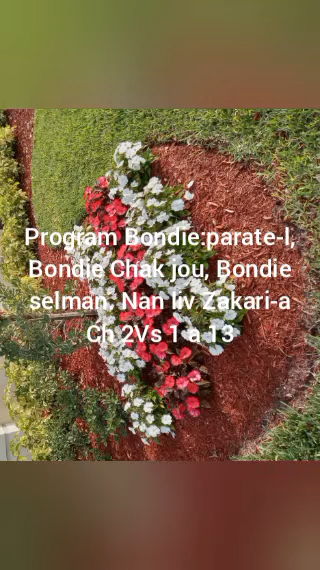 Program Bondie:parate-l,
Bondie Chak jou, Bondie
selman, Nan liv Zakari-a
Ch 2Vs 1 a 13